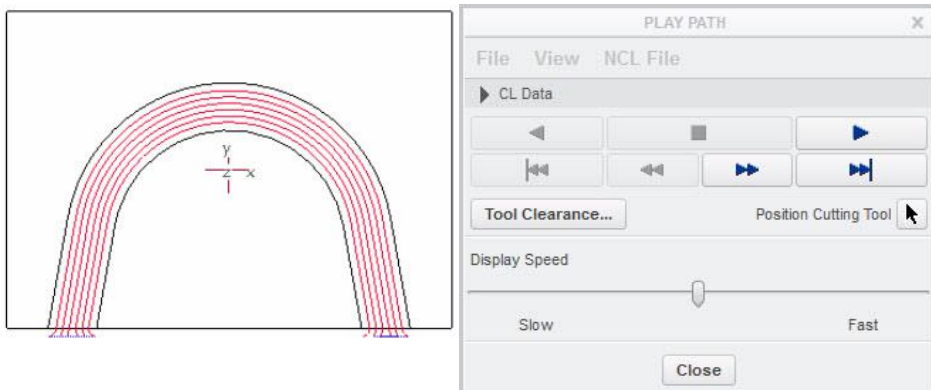 y
z x
PLAY PATH x
File View NCL File
CL Data
Tool Clearance... Position Cutting Tool
Display Speed
Slow Fast
Close